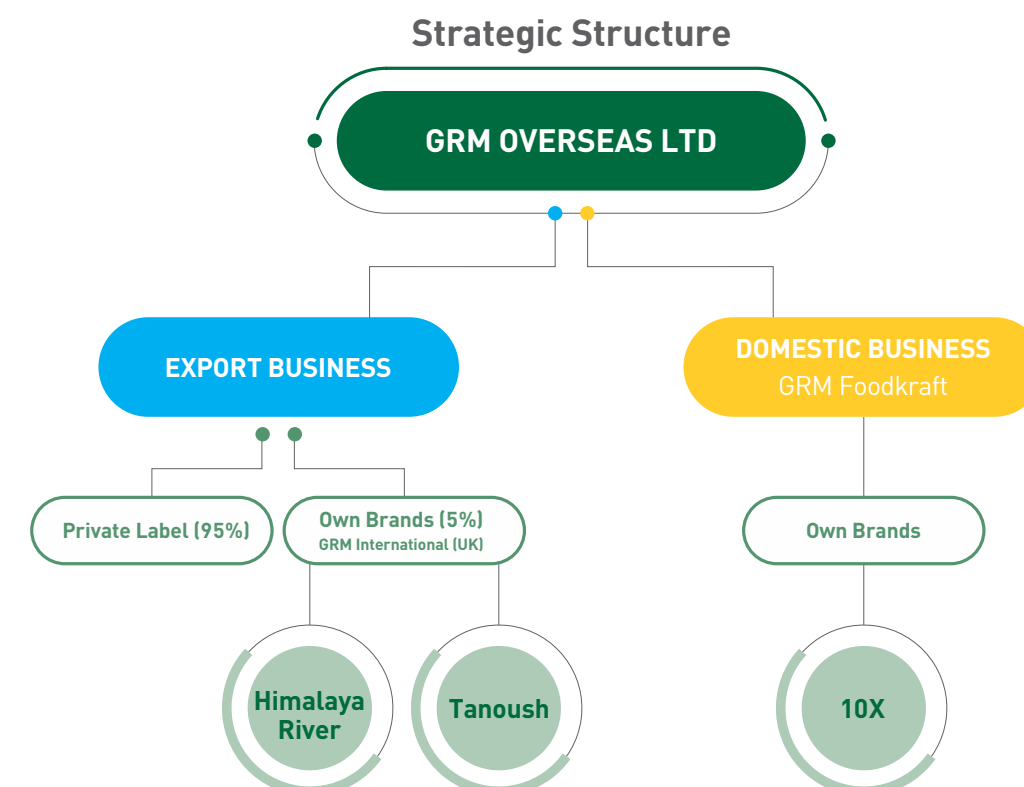 Strategic Structure
GRM OVERSEAS LTD
EXPORT BUSINESS
DOMESTIC BUSINESS
GRM Foodkraft
Private Label (95%)
Own Brands (5%)
GRM International (UK)
Own Brands
Himalaya
River
Tanoush
10X